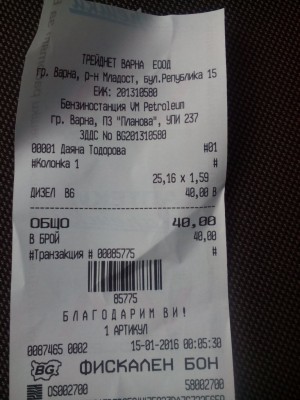 ТРЕЙДНЕТ ВАРНА ЕООД
гр. Варна, р-н Младост, бул.Република 15
ЕИК: 201310580
Бензиностанция VM Petroleum
гр. Варна, ПЗ "Планова", УПИ 237
ЗДДС No BG201310580
00001 Даяна Тодорова #01
#Колонка 1
25,16 x 1,59
ДИЗЕЛ B6 40,00 В
ОБЩО 40,00
В БРОЙ 40,00
#Транзакция # 00085775
85775
БЛАГОДАРИМ ВИ!
1 АРТИКУЛ
0087465 0002 15-01-2016 00:05:30
BG ФИСКАЛЕН БОН
OS002700 58002700